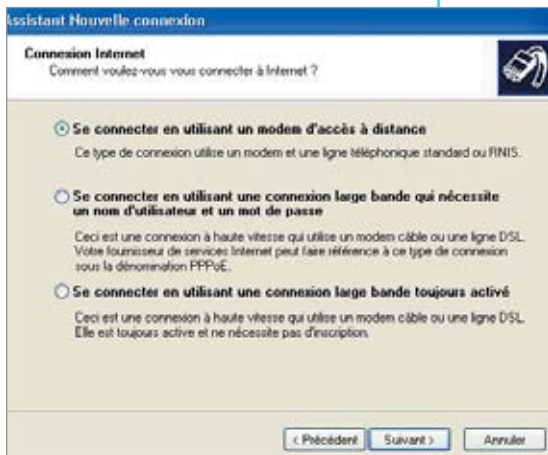 Assistant Nouvelle connexion
Connexion Internet
Comment voulez-vous vous connecter à Internet ?
Se connecter en utilisant un modem d'accès à distance
Ce type de connexion utilise un modem et une ligne téléphonique standard ou RNIS.
Se connecter en utilisant une connexion large bande qui nécessite
un nom d'utilisateur et un mot de passe
Ceci est une connexion à haute vitesse qui utilise un modem câble ou une ligne DSL.
Votre fournisseur de services Internet peut faire référence à ce type de connexion
sous la dénomination PPPoE.
Se connecter en utilisant une connexion large bande toujours activé
Ceci est une connexion à haute vitesse qui utilise un modem câble ou une ligne DSL.
Elle est toujours active et ne nécessite pas d'inscription.
< Précédent Suivant > Annuler